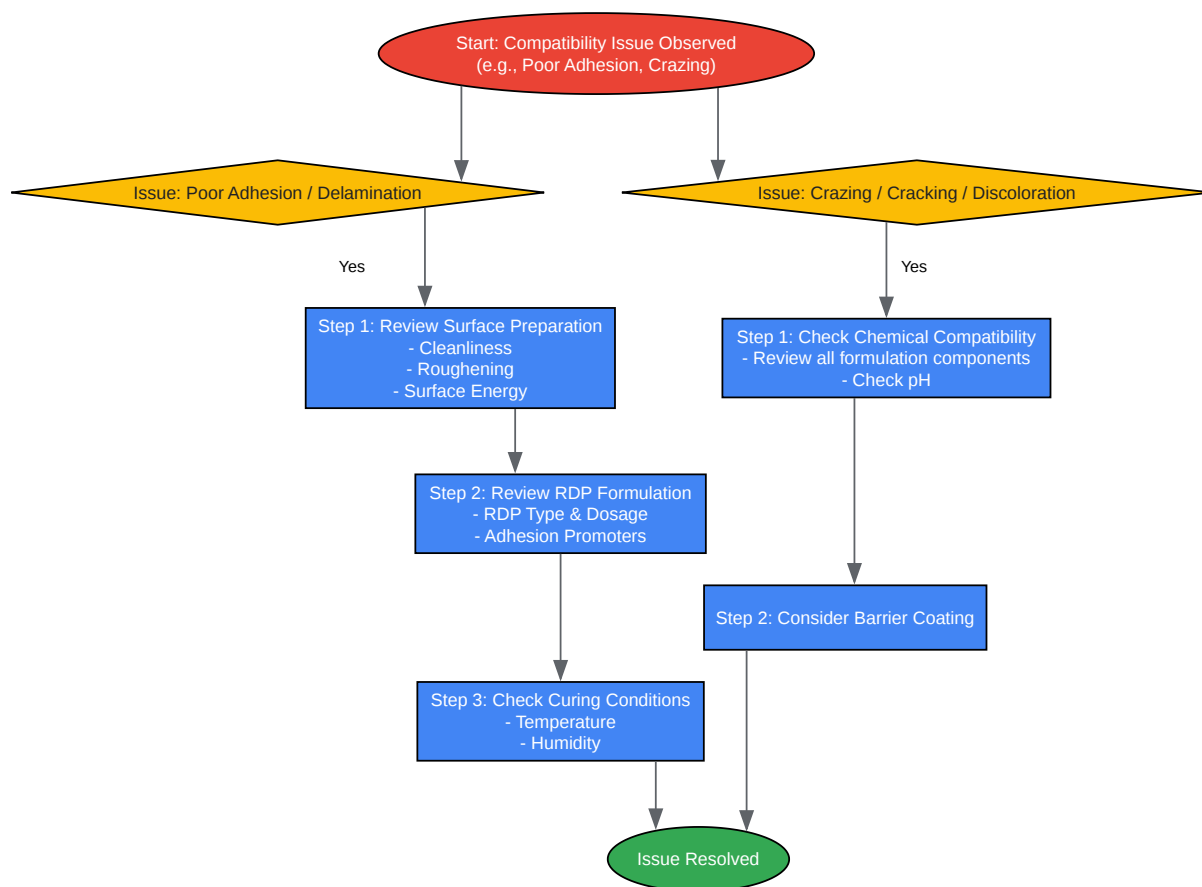 Start: Compatibility Issue Observed
(e.g., Poor Adhesion, Crazing)
Issue: Poor Adhesion / Delamination
Issue: Crazing / Cracking / Discoloration
Yes
Yes
Step 1: Review Surface Preparation
- Cleanliness
- Roughening
- Surface Energy
Step 1: Check Chemical Compatibility
- Review all formulation components
- Check pH
Step 2: Review RDP Formulation
- RDP Type & Dosage
- Adhesion Promoters
Step 2: Consider Barrier Coating
Step 3: Check Curing Conditions
- Temperature
- Humidity
Issue Resolved